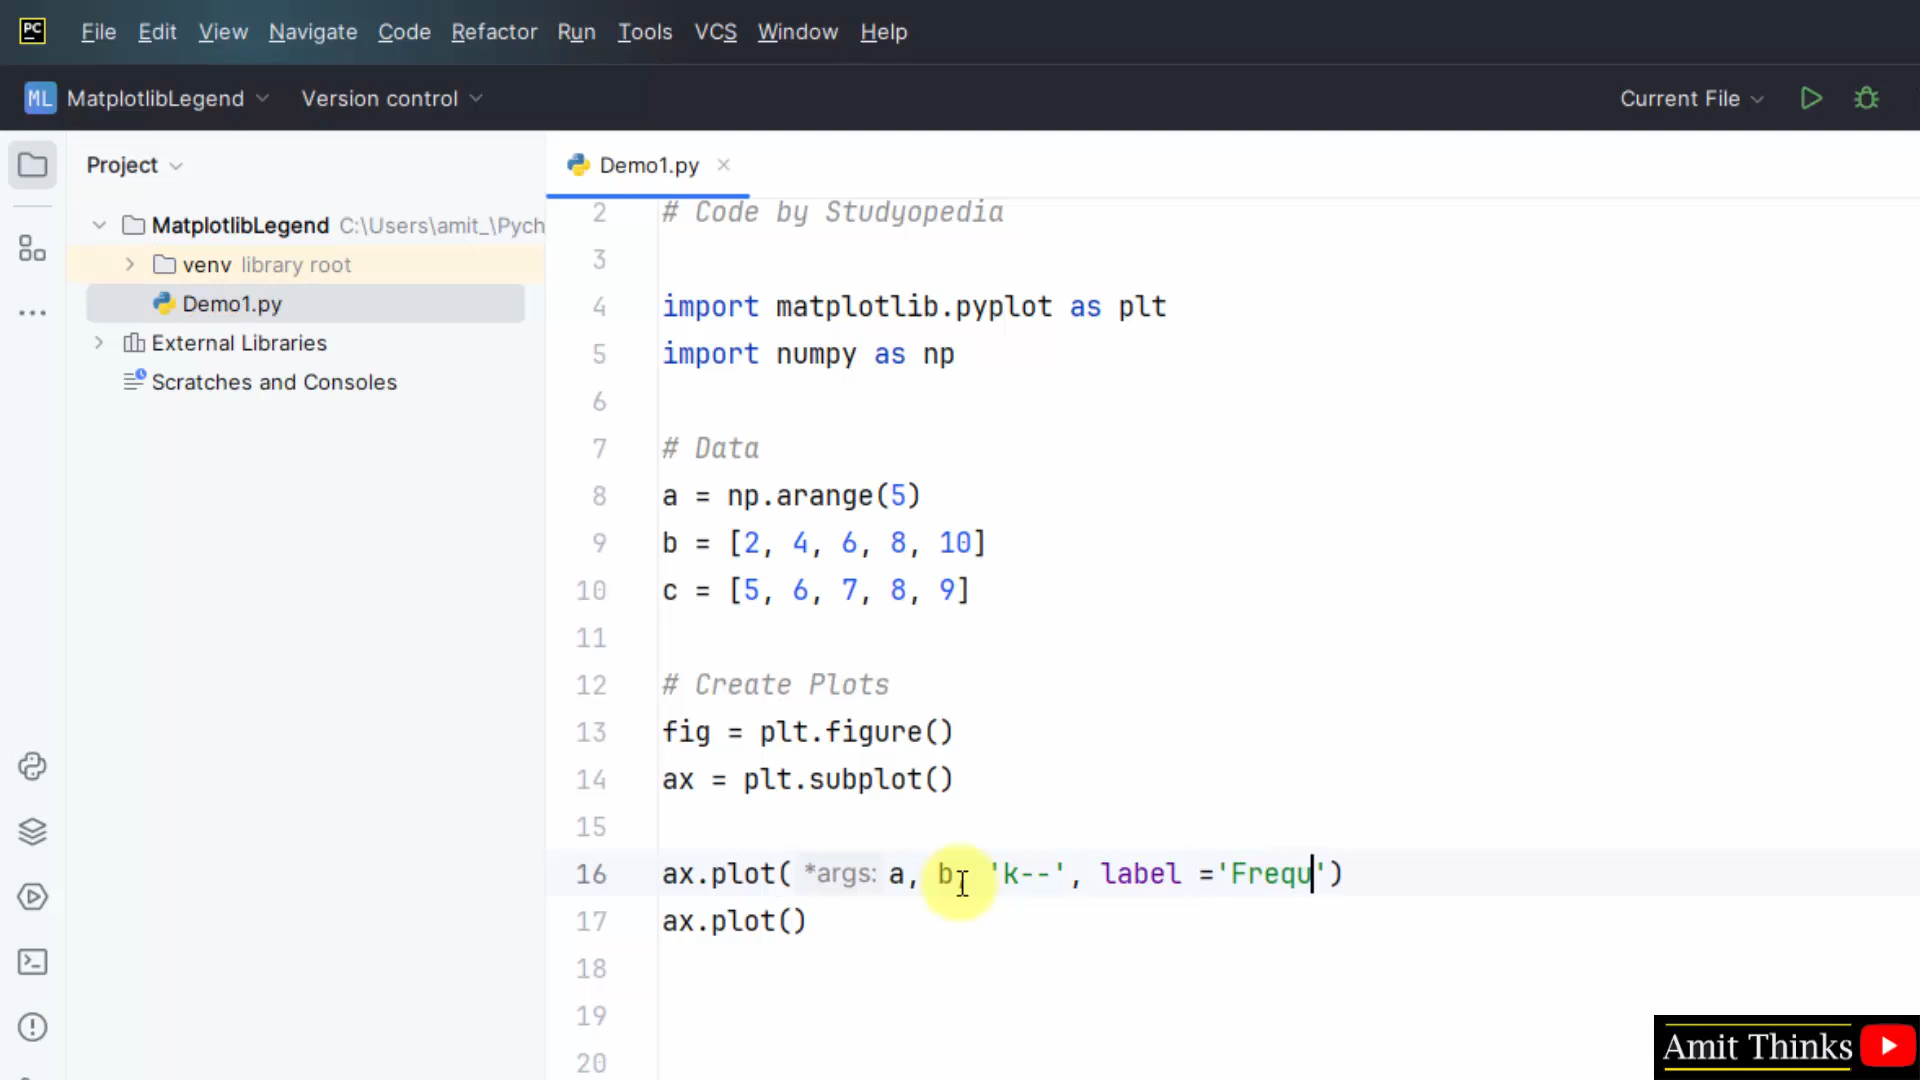 PC File Edit View Navigate Code Refactor Run Tools VCS Window Help
ML MatplotlibLegend Version control Current File
Project
Demo1.py
MatplotlibLegend C:\Users\amit_\Pych
venv library root
Demo1.py
External Libraries
Scratches and Consoles
2 # Code by Studyopedia
3
4 import matplotlib.pyplot as plt
5 import numpy as np
6
7 # Data
8 a = np.arange(5)
9 b = [2, 4, 6, 8, 10]
10 c = [5, 6, 7, 8, 9]
11
12 # Create Plots
13 fig = plt.figure()
14 ax = plt.subplot()
15
16 ax.plot( *args: a, b, 'k--', label ='Frequ')
17 ax.plot()
18
19
20
Amit Thinks